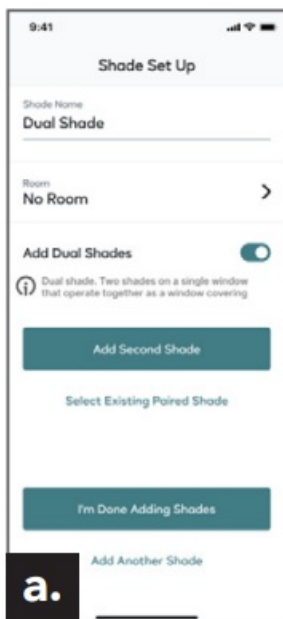 9:41
Shade Set Up
Shade Name
Dual Shade
Room
No Room
Add Dual Shades
Dual shade. Two shades on a single window
that operate together as a window covering
Add Second Shade
Select Existing Paired Shade
I'm Done Adding Shades
Add Another Shade
a.